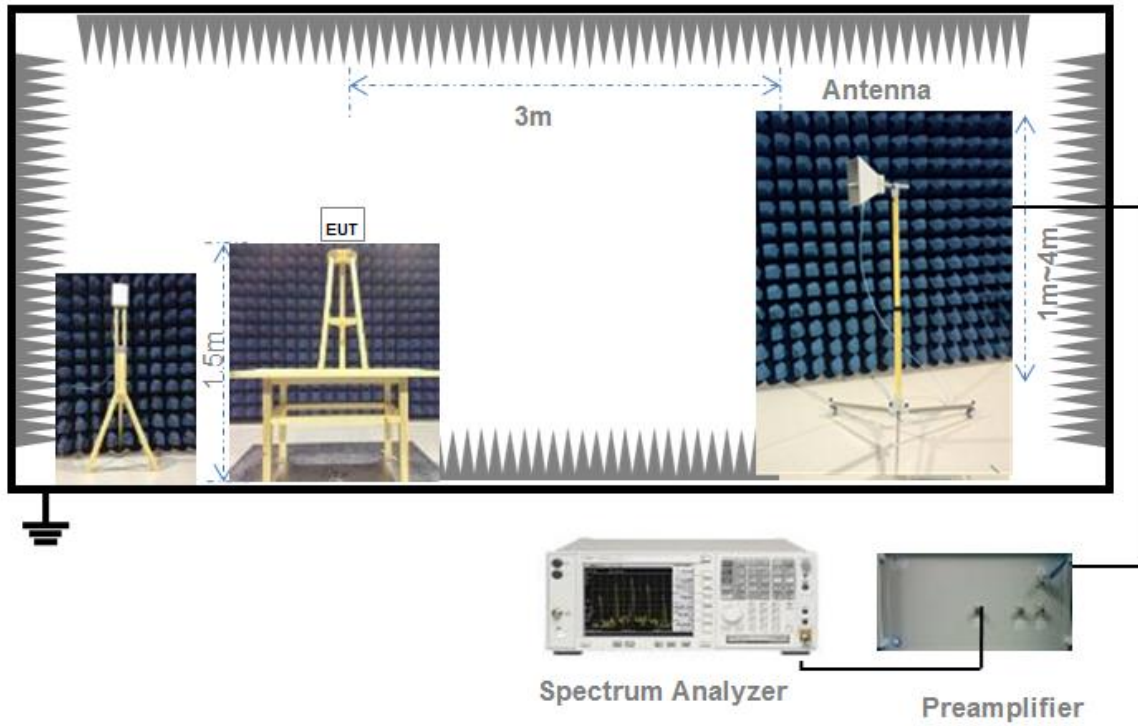 Antenna
3m
EUT
1.5m
1m~4m
Spectrum Analyzer
Preamplifier